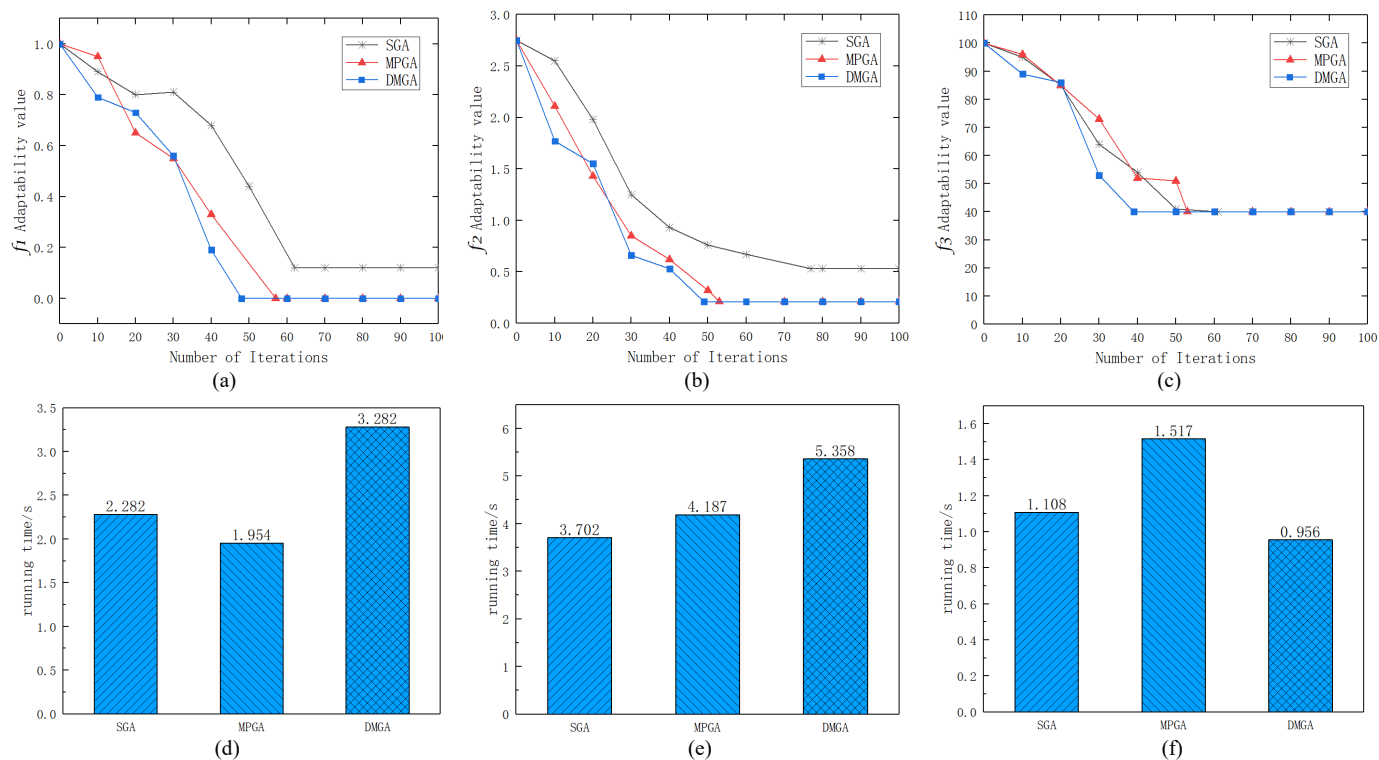 f1 Adaptability value
1.0
0.8
0.6
0.4
0.2
0.0
SGA
MPGA
DMGA
0 10 20 30 40 50 60 70 80 90 100
Number of Iterations
(a)
f2 Adaptability value
3.0
2.5
2.0
1.5
1.0
0.5
0.0
SGA
MPGA
DMGA
0 10 20 30 40 50 60 70 80 90 100
Number of Iterations
(b)
f3 Adaptability value
110
100
90
80
70
60
50
40
30
20
10
0
SGA
MPGA
DMGA
0 10 20 30 40 50 60 70 80 90 100
Number of Iterations
(c)
running time/s
3.5
3.0
2.5
2.0
1.5
1.0
0.5
0.0
2.282
1.954
3.282
SGA MPGA DMGA
(d)
running time/s
6
5
4
3
2
1
0
3.702
4.187
5.358
SGA MPGA DMGA
(e)
running time/s
1.6
1.4
1.2
1.0
0.8
0.6
0.4
0.2
0.0
1.108
1.517
0.956
SGA MPGA DMGA
(f)